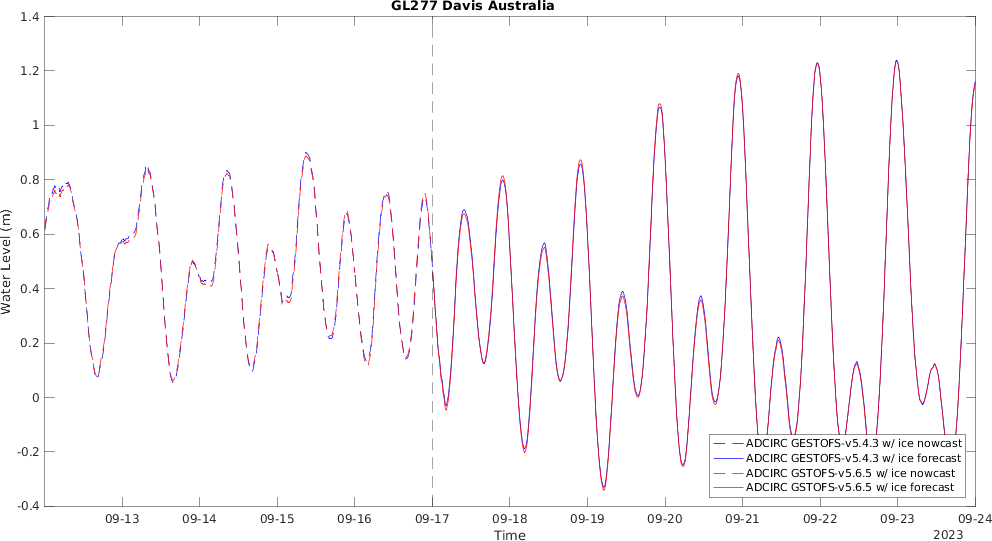 GL277 Davis Australia
1.4
1.2
1
0.8
0.6
0.4
0.2
0
-0.2
-0.4
Water Level (m)
ADCIRC GESTOFS-v5.4.3 w/ ice nowcast
ADCIRC GESTOFS-v5.4.3 w/ ice forecast
ADCIRC GSTOFS-v5.6.5 w/ ice nowcast
ADCIRC GSTOFS-v5.6.5 w/ ice forecast
09-13 09-14 09-15 09-16 09-17 09-18 09-19 09-20 09-21 09-22 09-23 09-24
Time
2023